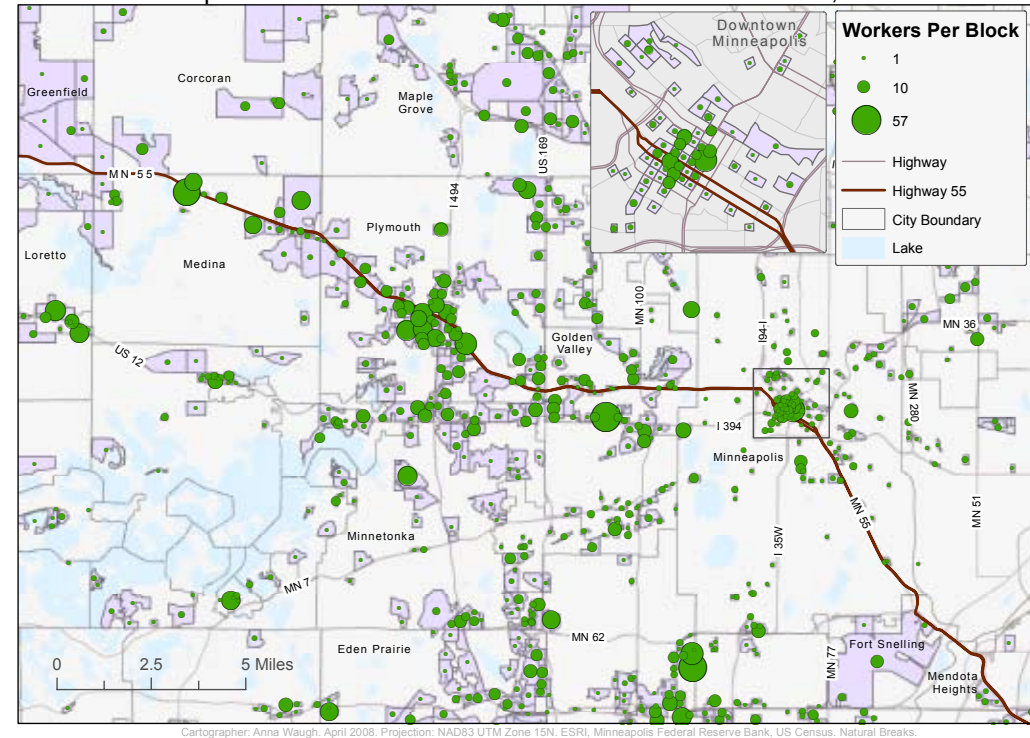 Downtown
Minneapolis
Workers Per Block
1
10
57
Highway
Highway 55
City Boundary
Lake
Greenfield
Corcoran
Maple
Grove
US 169
MN 55
I 494
Plymouth
Loretto
Medina
MN 100
I94-I
MN 36
Golden
Valley
US 12
MN 280
I 394
Minneapolis
MN 55
MN 51
I 35W
Minnetonka
MN 7
MN 62
Eden Prairie
MN 77
Fort Snelling
Mendota
Heights
0 2.5 5 Miles
Cartographer: Anna Waugh. April 2008. Projection: NAD83 UTM Zone 15N. ESRI, Minneapolis Federal Reserve Bank, US Census. Natural Breaks.